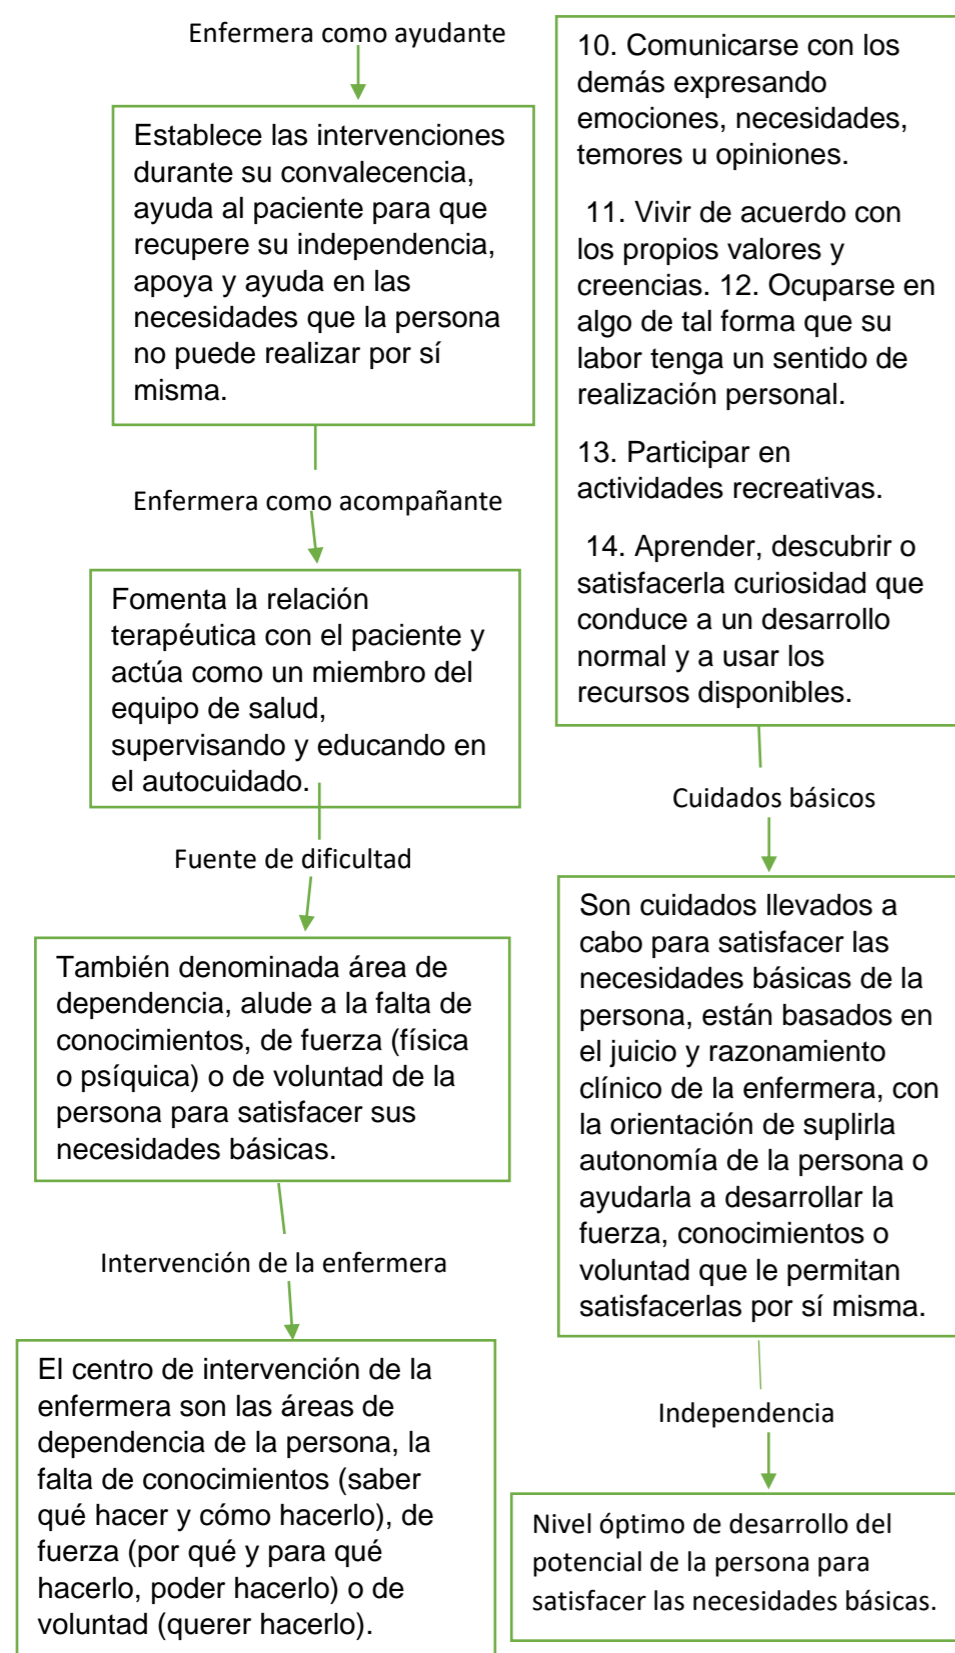 Enfermera como ayudante
Establece las intervenciones
durante su convalecencia,
ayuda al paciente para que
recupere su independencia,
apoya y ayuda en las
necesidades que la persona
no puede realizar por sí
misma.
Enfermera como acompañante
Fomenta la relación
terapéutica con el paciente y
actúa como un miembro del
equipo de salud,
supervisando y educando en
el autocuidado.
Fuente de dificultad
También denominada área de
dependencia, alude a la falta de
conocimientos, de fuerza (física
o psíquica) o de voluntad de la
persona para satisfacer sus
necesidades básicas.
Intervención de la enfermera
El centro de intervención de la
enfermera son las áreas de
dependencia de la persona, la
falta de conocimientos (saber
qué hacer y cómo hacerlo), de
fuerza (por qué y para qué
hacerlo, poder hacerlo) o de
voluntad (querer hacerlo).
10. Comunicarse con los
demás expresando
emociones, necesidades,
temores u opiniones.
11. Vivir de acuerdo con
los propios valores y
creencias. 12. Ocuparse en
algo de tal forma que su
labor tenga un sentido de
realización personal.
13. Participar en
actividades recreativas.
14. Aprender, descubrir o
satisfacerla curiosidad que
conduce a un desarrollo
normal y a usar los
recursos disponibles.
Cuidados básicos
Son cuidados llevados a
cabo para satisfacer las
necesidades básicas de la
persona, están basados en
el juicio y razonamiento
clínico de la enfermera, con
la orientación de suplirla
autonomía de la persona o
ayudarla a desarrollar la
fuerza, conocimientos o
voluntad que le permitan
satisfacerlas por sí misma.
Independencia
Nivel óptimo de desarrollo del
potencial de la persona para
satisfacer las necesidades básicas.